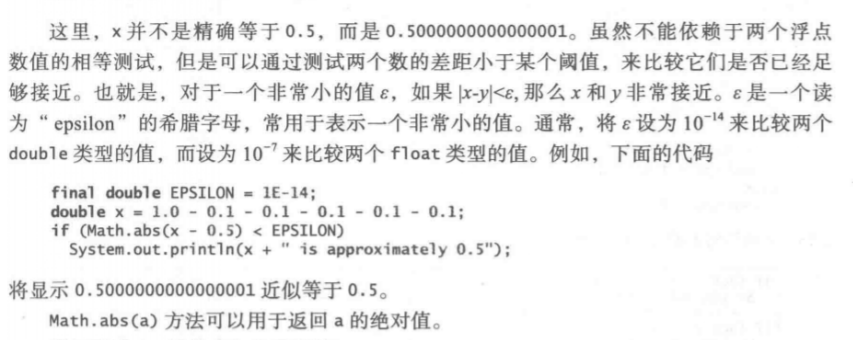 这里，x 并不是精确等于 0.5，而是 0.5000000000000001。虽然不能依赖于两个浮点
数值的相等测试，但是可以通过测试两个数的差距小于某个阈值，来比较它们是否已经足
够接近。也就是，对于一个非常小的值 ε，如果 |x-y|<ε, 那么 x 和 y 非常接近。ε 是一个读
为“epsilon”的希腊字母，常用于表示一个非常小的值。通常，将 ε 设为 10⁻¹⁴ 来比较两个
double 类型的值，而设为 10⁻⁷ 来比较两个 float 类型的值。例如，下面的代码
final double EPSILON = 1E-14;
double x = 1.0 - 0.1 - 0.1 - 0.1 - 0.1 - 0.1;
if (Math.abs(x - 0.5) < EPSILON)
System.out.println(x + " is approximately 0.5");
将显示 0.5000000000000001 近似等于 0.5。
Math.abs(a) 方法可以用于返回 a 的绝对值。